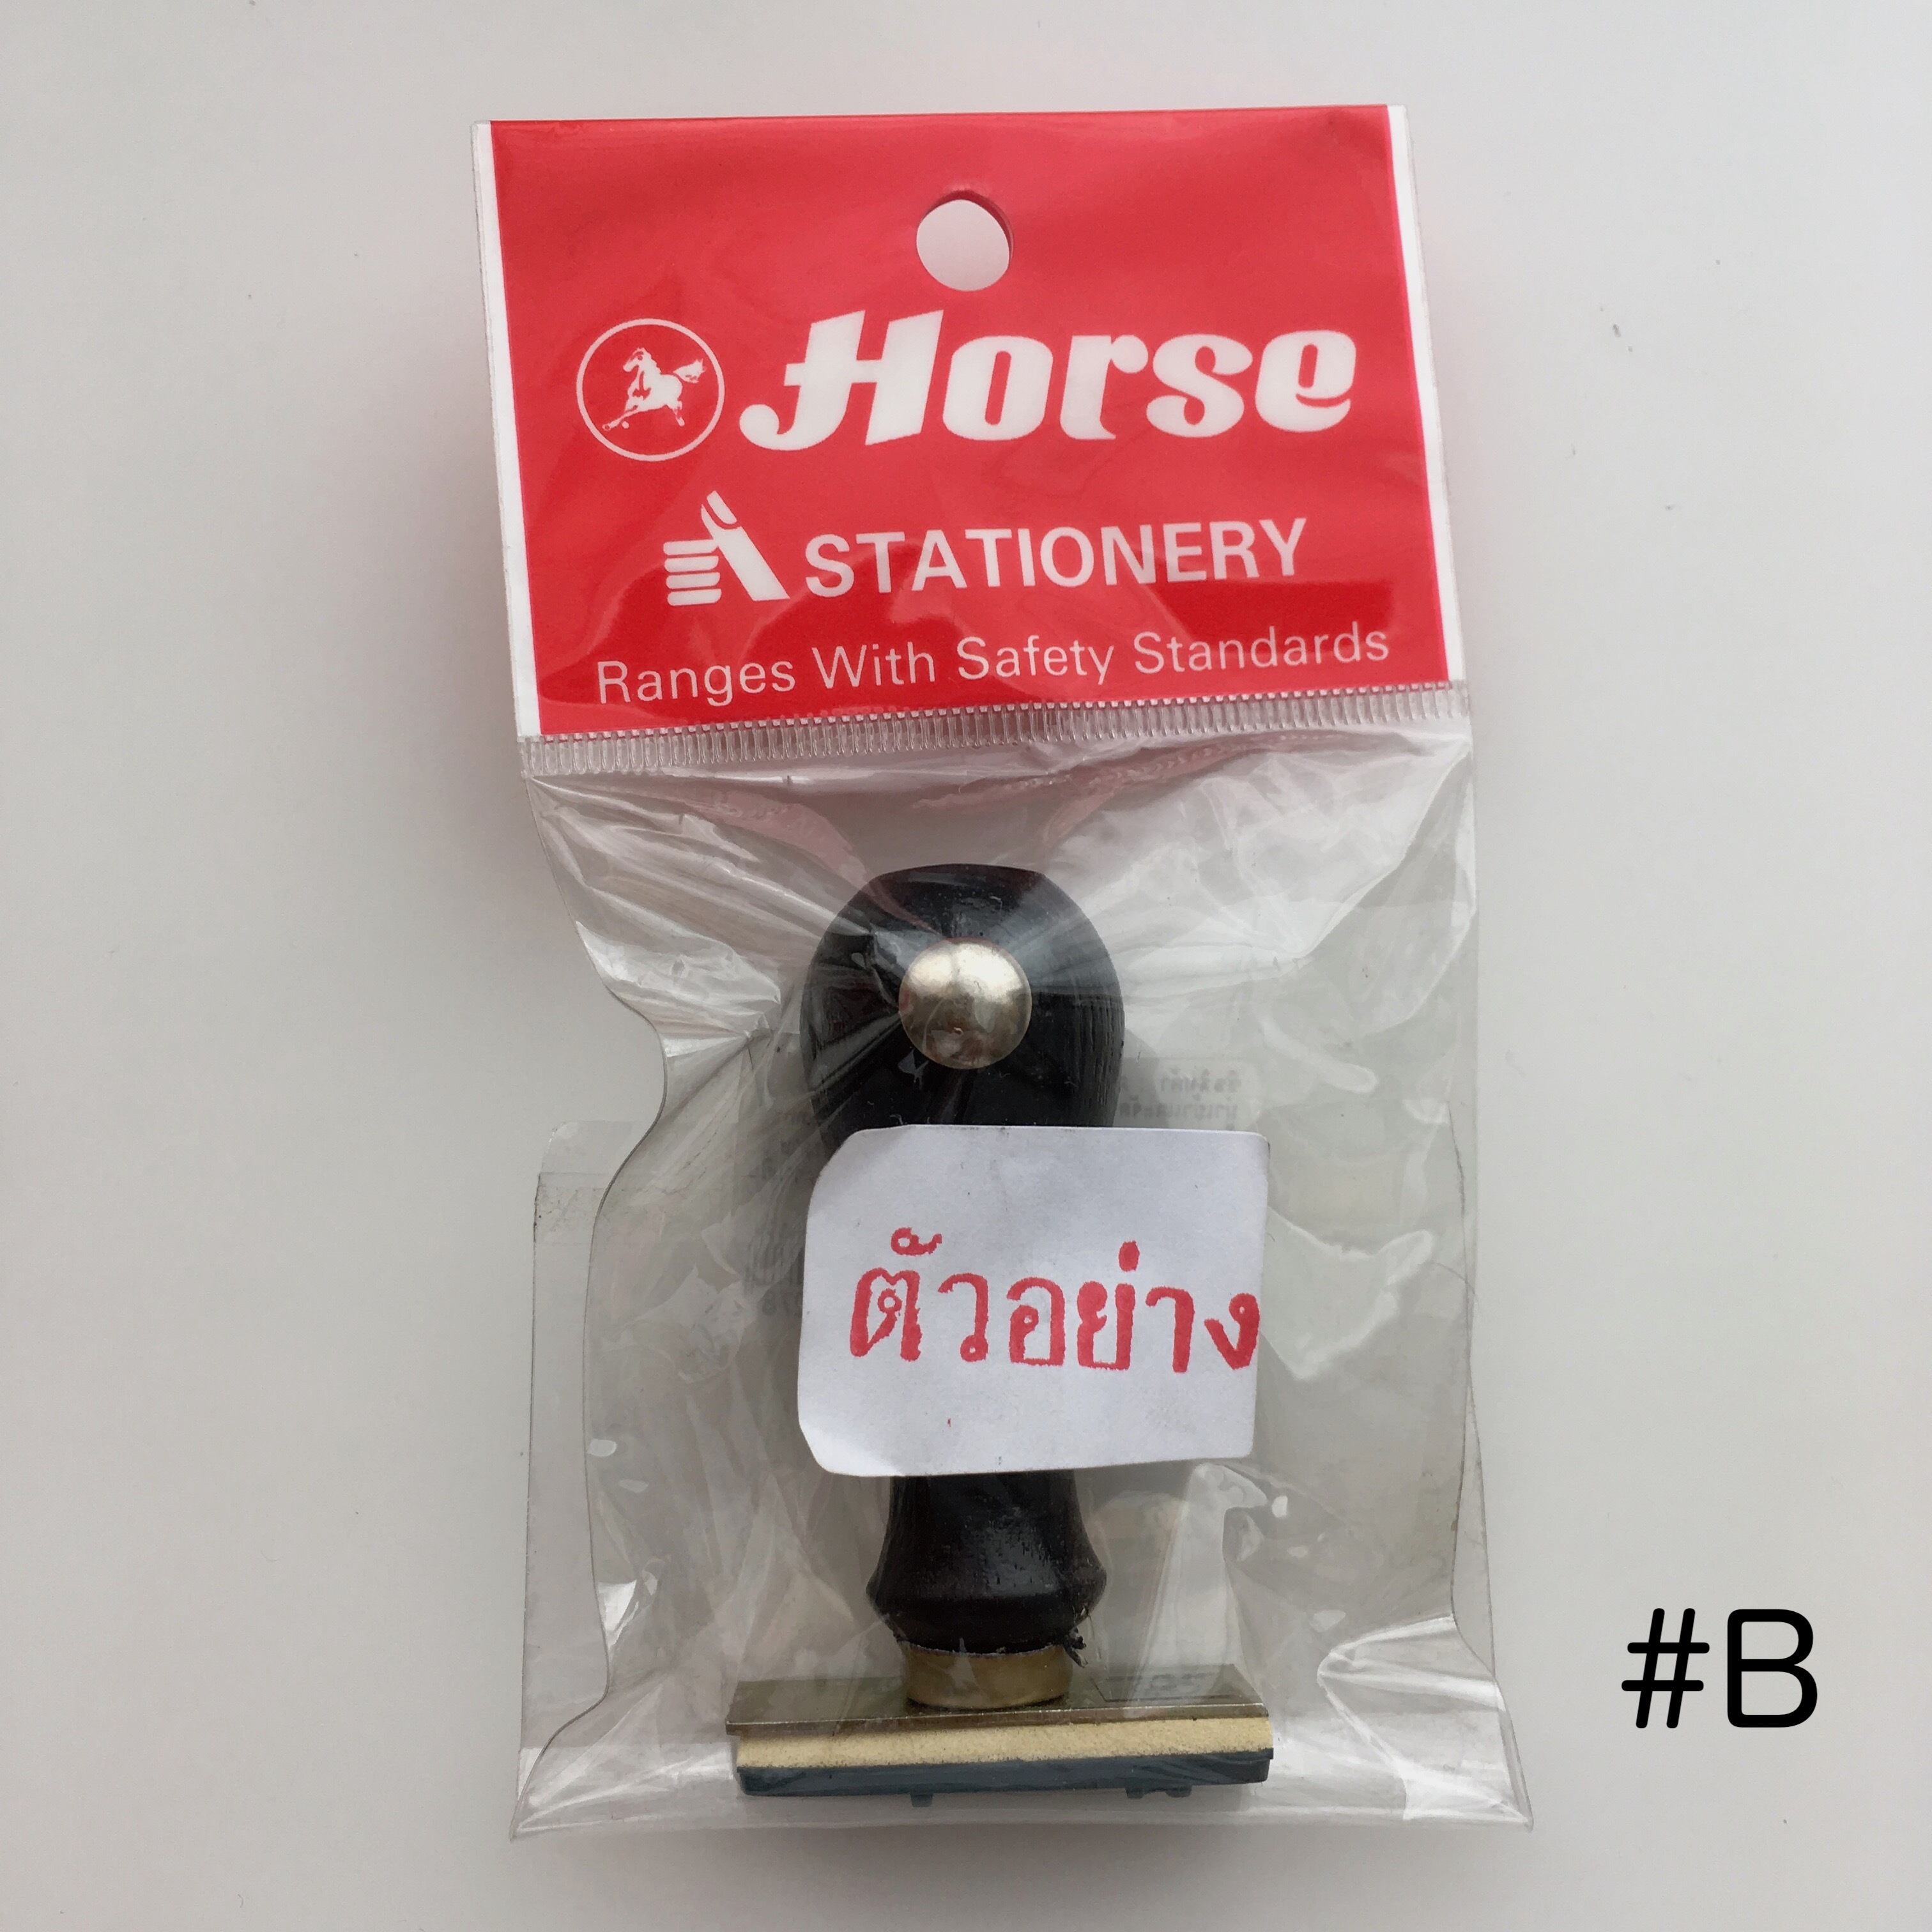 Horse
STATIONERY
Ranges With Safety Standards
ตัวอย่าง
#B